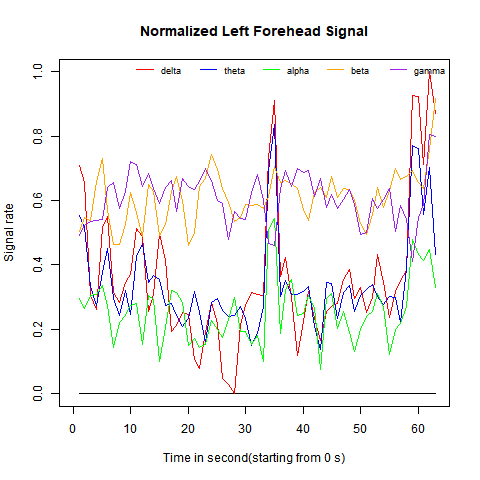 Normalized Left Forehead Signal
delta theta alpha beta gamma
1.0
0.8
0.6
0.4
0.2
0.0
Signal rate
0 10 20 30 40 50 60
Time in second(starting from 0 s)